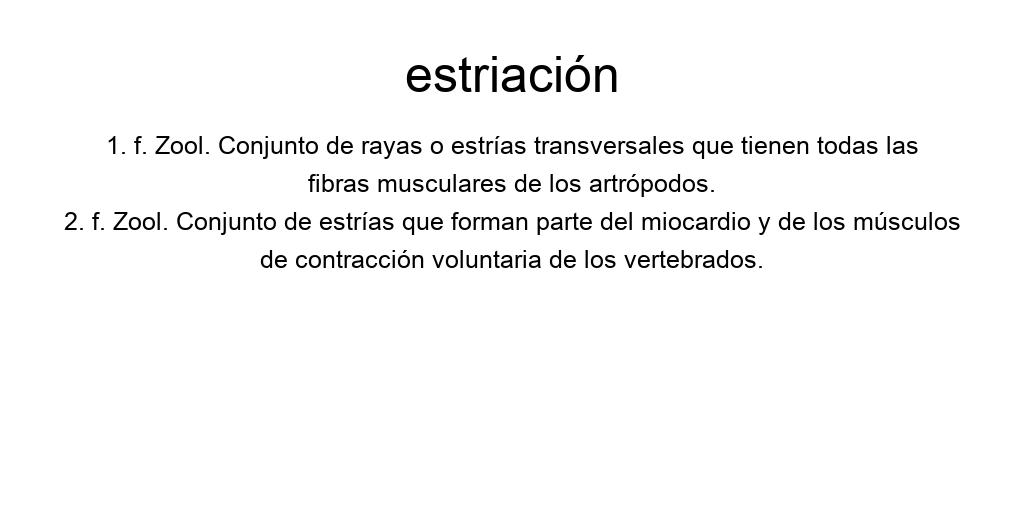 estriación
1. f. Zool. Conjunto de rayas o estrías transversales que tienen todas las
fibras musculares de los artrópodos.
2. f. Zool. Conjunto de estrías que forman parte del miocardio y de los músculos
de contracción voluntaria de los vertebrados.